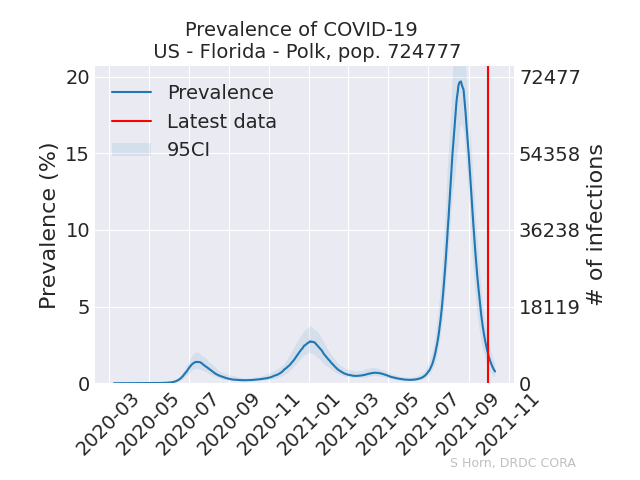 Prevalence of COVID-19
US - Florida - Polk, pop. 724777
Prevalence
Latest data
95CI
Prevalence (%)
20
15
10
5
0
72477
54358
36238
18119
0
# of infections
2020-03
2020-05
2020-07
2020-09
2020-11
2021-01
2021-03
2021-05
2021-07
2021-09
2021-11
S Horn, DRDC CORA